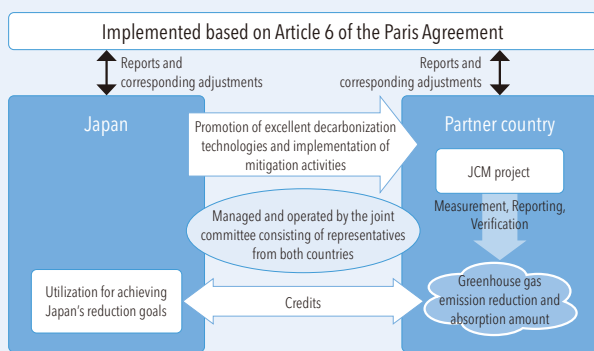 Implemented based on Article 6 of the Paris Agreement
Reports and
corresponding adjustments
Reports and
corresponding adjustments
Japan
Promotion of excellent decarbonization
technologies and implementation of
mitigation activities
Partner country
JCM project
Measurement, Reporting,
Verification
Managed and operated by the joint
committee consisting of representatives
from both countries
Utilization for achieving
Japan's reduction goals
Credits
Greenhouse gas
emission reduction and
absorption amount